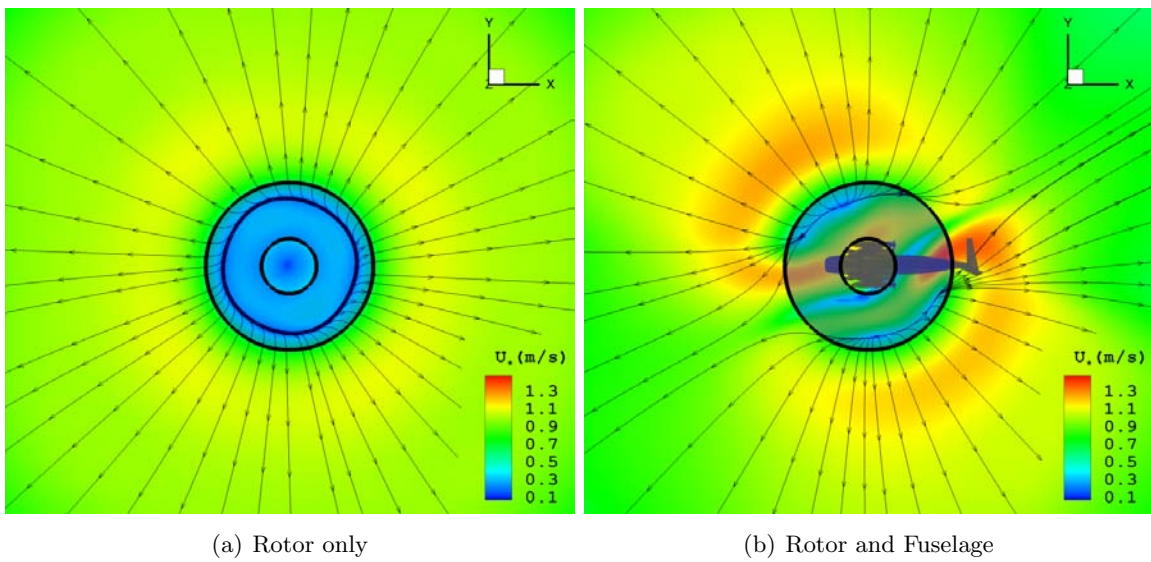 Y
X
Z
U*(m/s)
1.3
1.1
0.9
0.7
0.5
0.3
0.1
Y
X
Z
U*(m/s)
1.3
1.1
0.9
0.7
0.5
0.3
0.1
(a) Rotor only
(b) Rotor and Fuselage